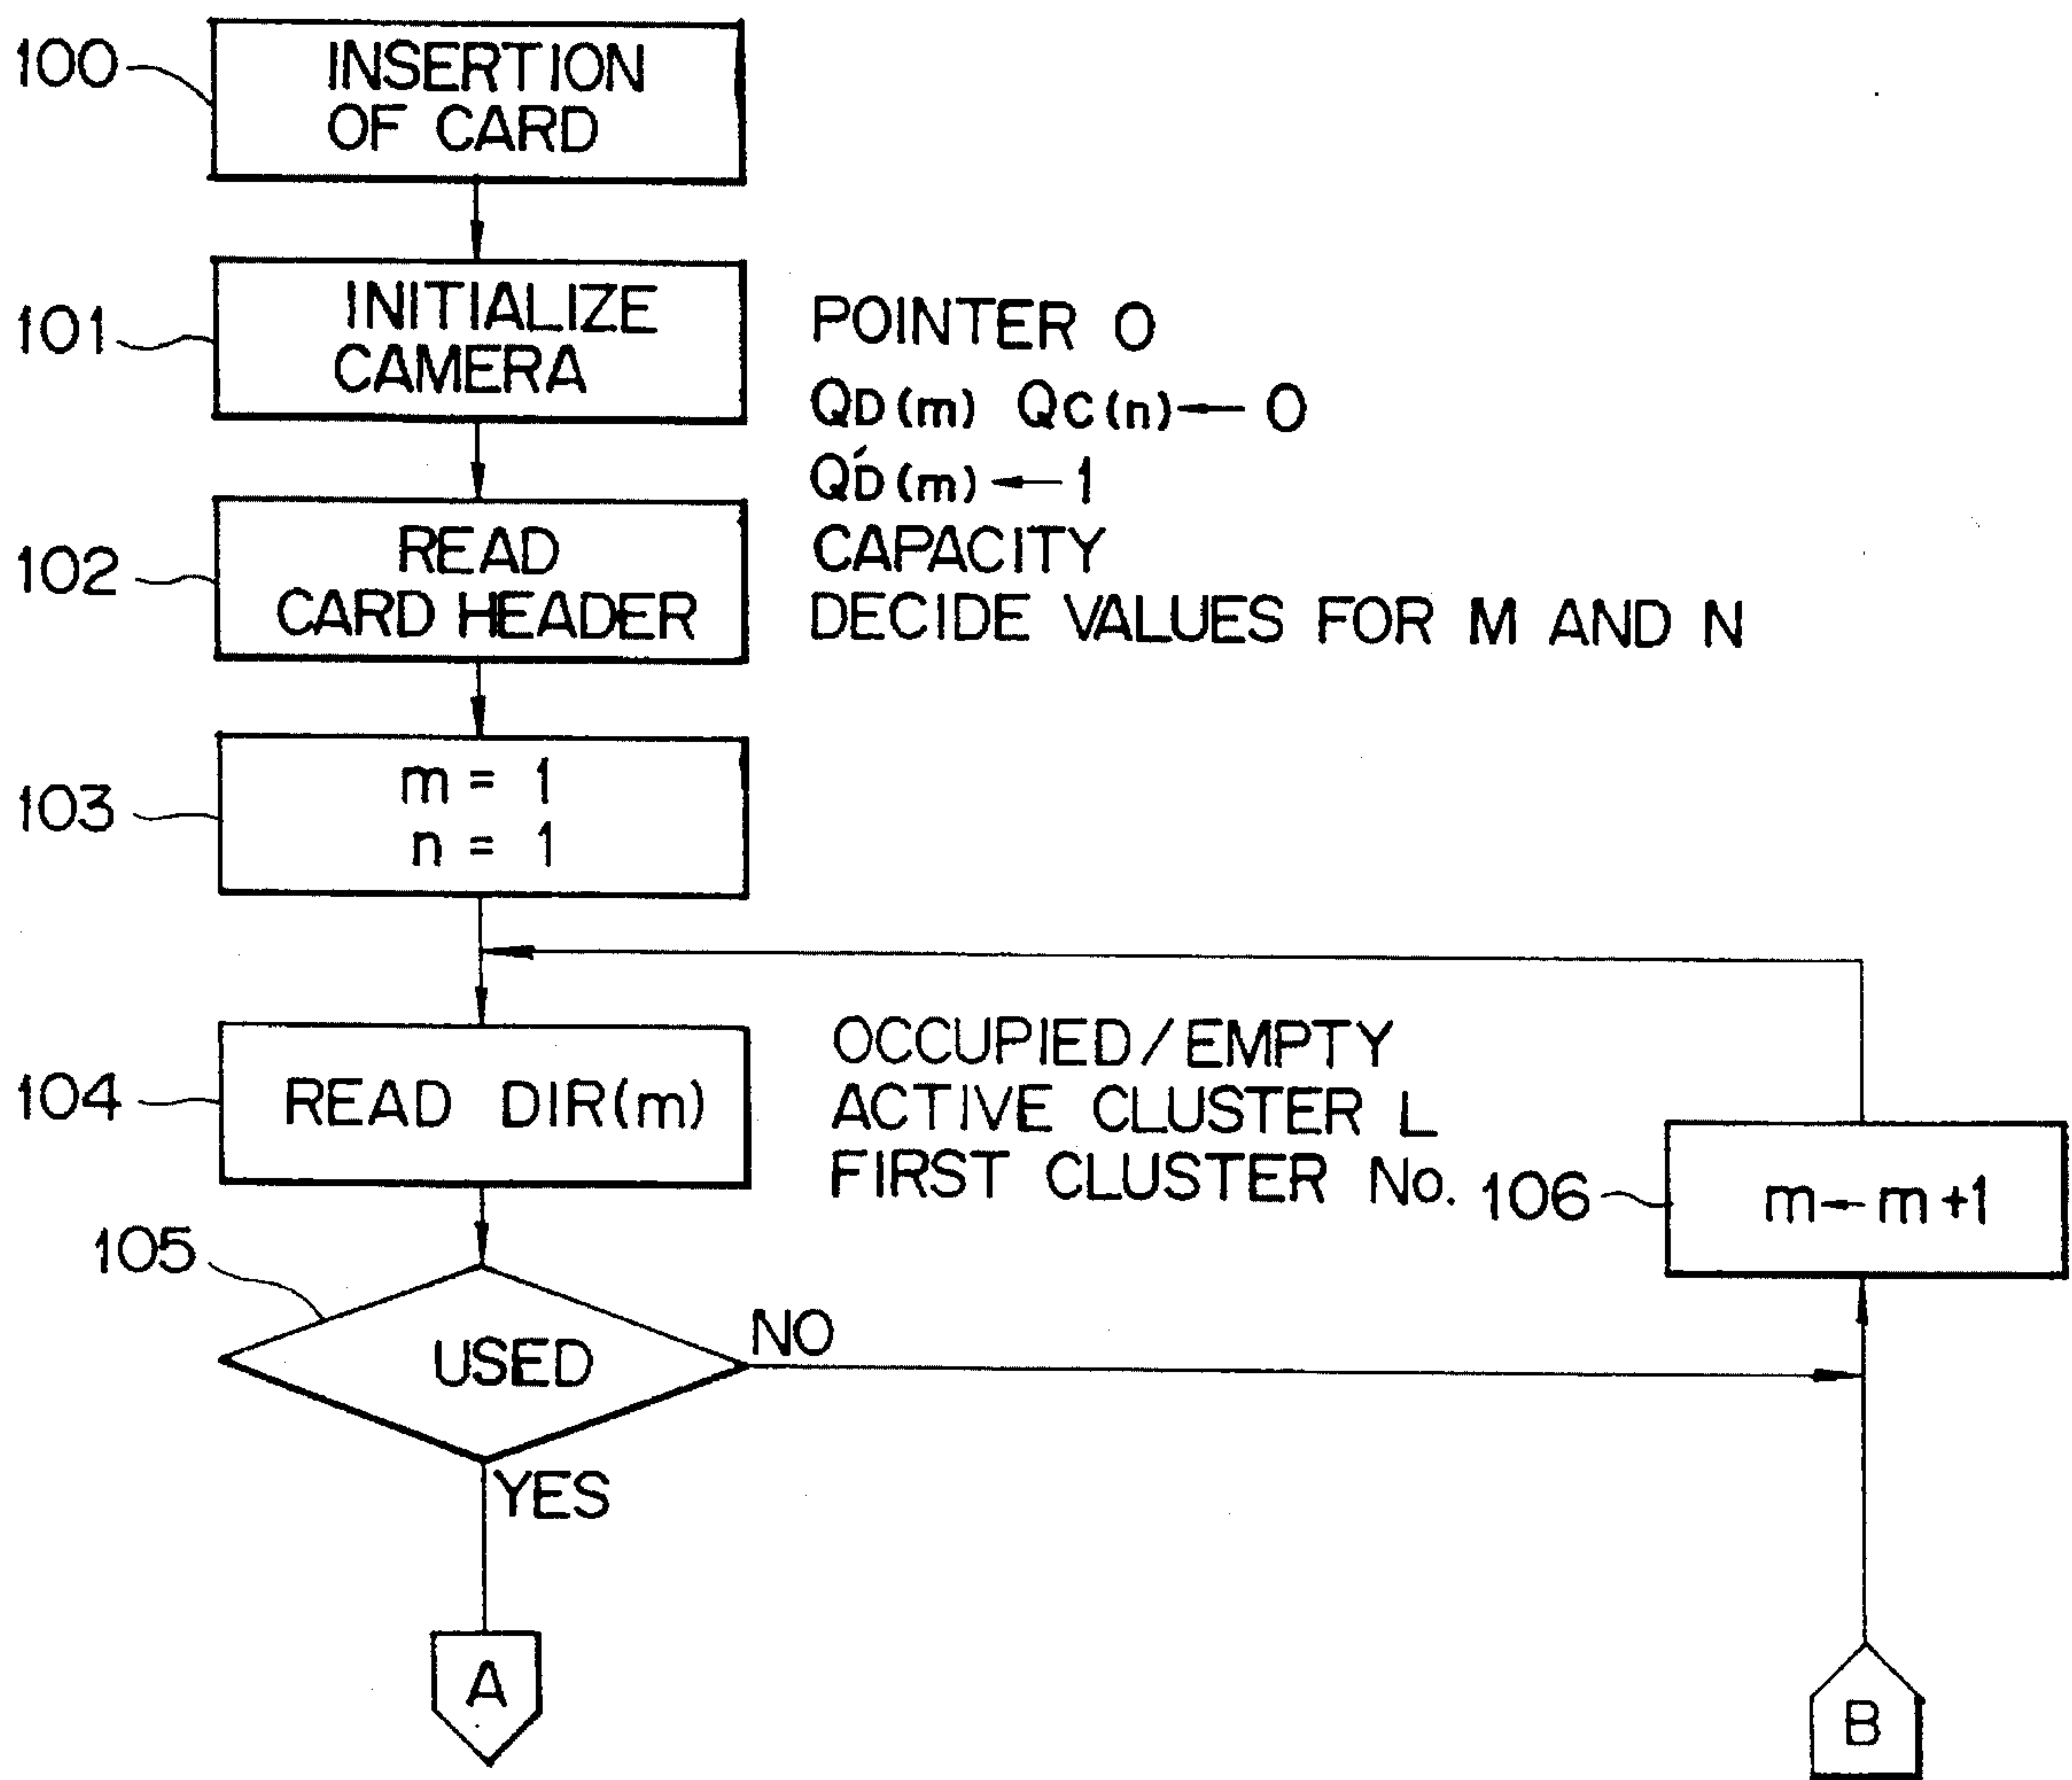 100
INSERTION
OF CARD
101
INITIALIZE
CAMERA
POINTER 0
QD(m) QC(n)← 0
Q'D(m) ← 1
102
READ
CARD HEADER
CAPACITY
DECIDE VALUES FOR M AND N
103
m = 1
n = 1
104
READ DIR(m)
OCCUPIED/EMPTY
ACTIVE CLUSTER L
FIRST CLUSTER No.
106
m←m+1
105
USED
NO
YES
A
B